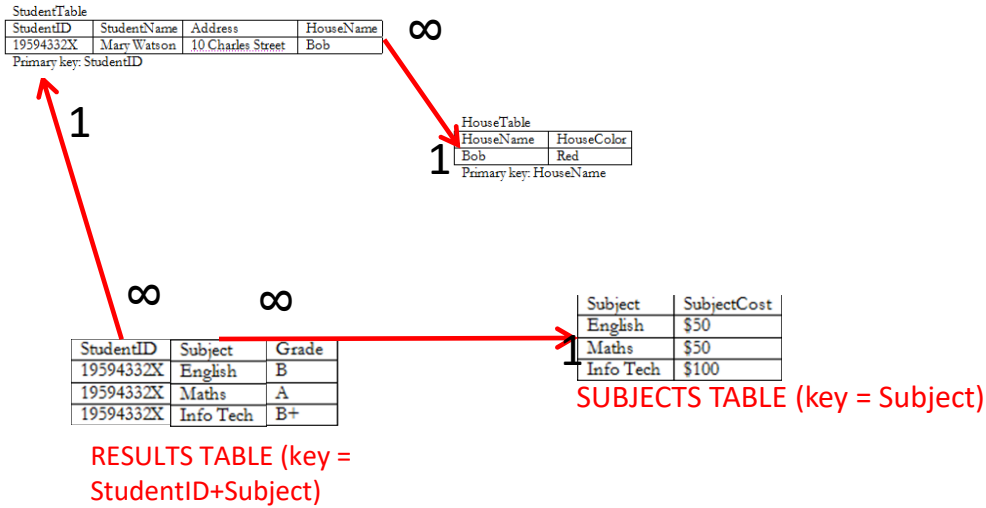 StudentTable
StudentID StudentName Address HouseName
19594332X Mary Watson 10 Charles Street Bob
Primary key: StudentID
∞
1
HouseTable
HouseName HouseColor
Bob Red
Primary key: HouseName
1
∞ ∞
StudentID Subject Grade
19594332X English B
19594332X Maths A
19594332X Info Tech B+
RESULTS TABLE (key =
StudentID+Subject)
1
Subject SubjectCost
English $50
Maths $50
Info Tech $100
SUBJECTS TABLE (key = Subject)